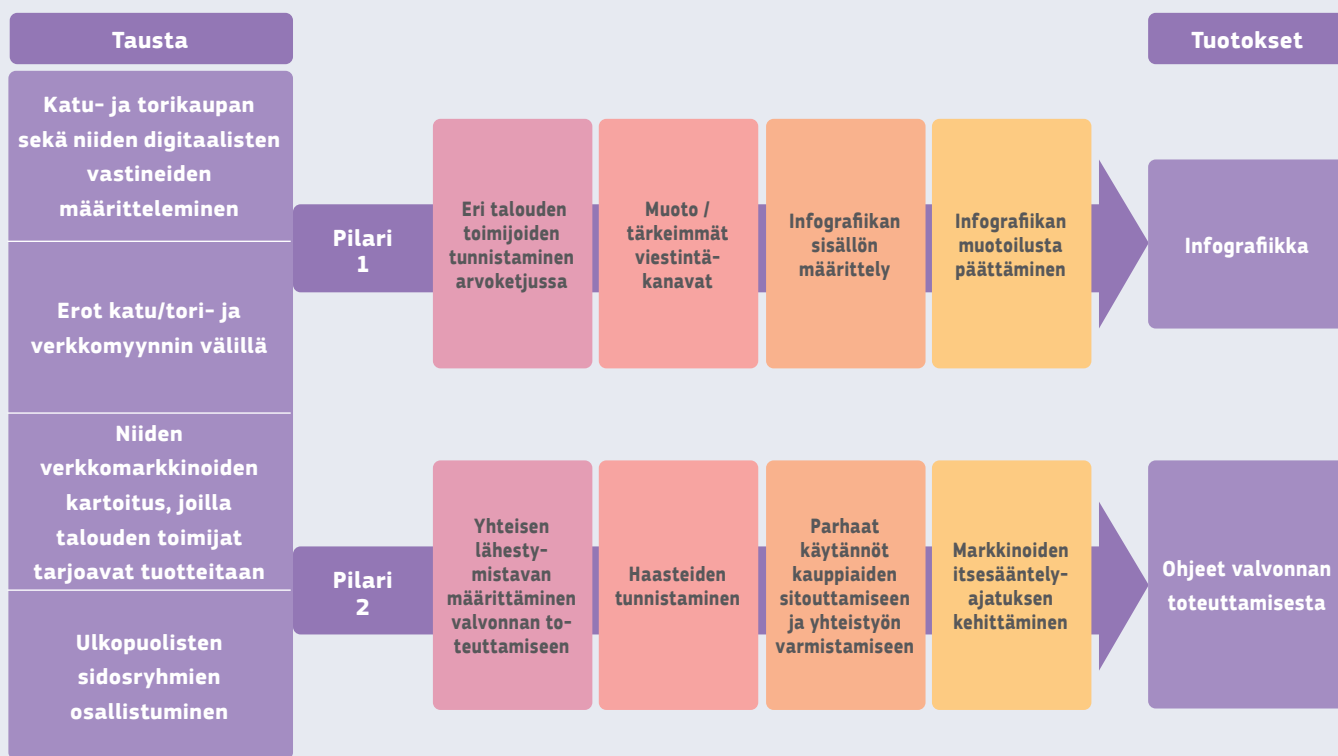 Tausta
Katu- ja torikaupan
sekä niiden digitaalisten
vastineiden
määritteleminen
Erot katu/tori- ja
verkkomyynnin välillä
Niiden
verkkomarkkinoiden
kartoitus, joilla
talouden toimijat
tarjoavat tuotteitaan
Ulkopuolisten
sidosryhmien
osallistuminen
Pilari
1
Eri talouden
toimijoiden
tunnistaminen
arvoketjussa
Muoto /
tärkeimmät
viestintä-
kanavat
Infografiikan
sisällön
määrittely
Infografiikan
muotoilusta
päättäminen
Pilari
2
Yhteisen
lähesty-
mistavan
määrittäminen
valvonnan to-
teuttamiseen
Haasteiden
tunnistaminen
Parhaat
käytännöt
kauppiaiden
sitouttamiseen
ja yhteistyön
varmistamiseen
Markkinoiden
itsesääntely-
ajatuksen
kehittäminen
Tuotokset
Infografiikka
Ohjeet valvonnan
toteuttamisesta